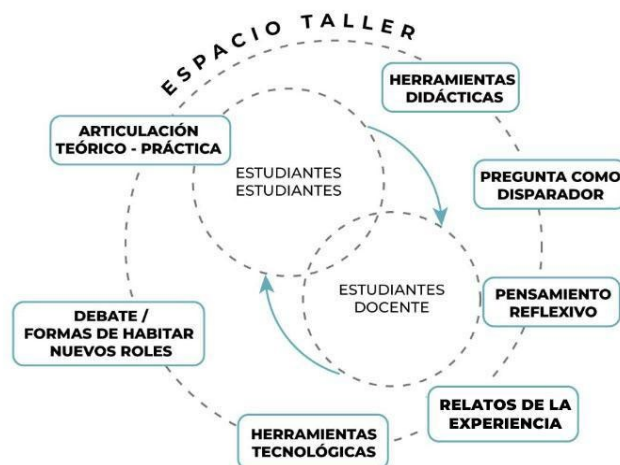 ESPACIO TALLER
HERRAMIENTAS
DIDÁCTICAS
ARTICULACIÓN
TEÓRICO - PRÁCTICA
ESTUDIANTES
ESTUDIANTES
PREGUNTA COMO
DISPARADOR
ESTUDIANTES
DOCENTE
PENSAMIENTO
REFLEXIVO
DEBATE /
FORMAS DE HABITAR
NUEVOS ROLES
RELATOS DE LA
EXPERIENCIA
HERRAMIENTAS
TECNOLÓGICAS